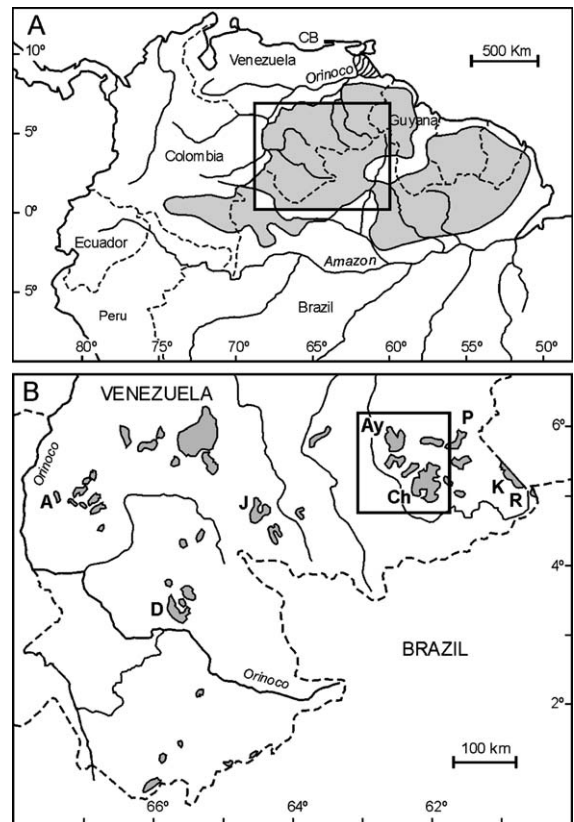 A
CB
10º
Venezuela
Orinoco
500 Km
Guyana
5º
Colombia
0º
Ecuador
Amazon
5º
Peru
Brazil
80º 75º 70º 65º 60º 55º 50º
B
VENEZUELA
Ay P 6º
Orinoco
A J Ch K
R
4º
D
BRAZIL
Orinoco
2º
100 km
66º 64º 62º